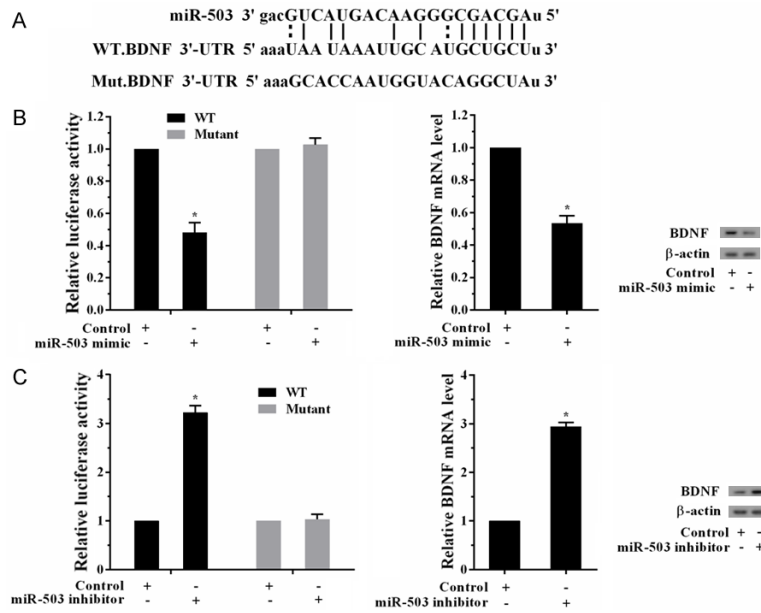 A
miR-503 3' gacGUCAUGACAAGGGCGACGAu 5'
WT.BDNF 3'-UTR 5' aaaUAAUAAAUUGCAUGCUGCUu 3'
Mut.BDNF 3'-UTR 5' aaaGCACCAAUGGUACAGGCUAu 3'
B
Relative luciferase activity
1.2
1.0
0.8
0.6
0.4
0.2
0.0
WT
Mutant
*
Control + - + -
miR-503 mimic - + - +
Relative BDNF mRNA level
1.2
1.0
0.8
0.6
0.4
0.2
0.0
*
Control + -
miR-503 mimic - +
BDNF
β-actin
Control + -
miR-503 mimic - +
C
Relative luciferase activity
4
3
2
1
0
WT
Mutant
*
Control + - + -
miR-503 inhibitor - + - +
Relative BDNF mRNA level
4
3
2
1
0
*
Control + -
miR-503 inhibitor - +
BDNF
β-actin
Control + -
miR-503 inhibitor - +